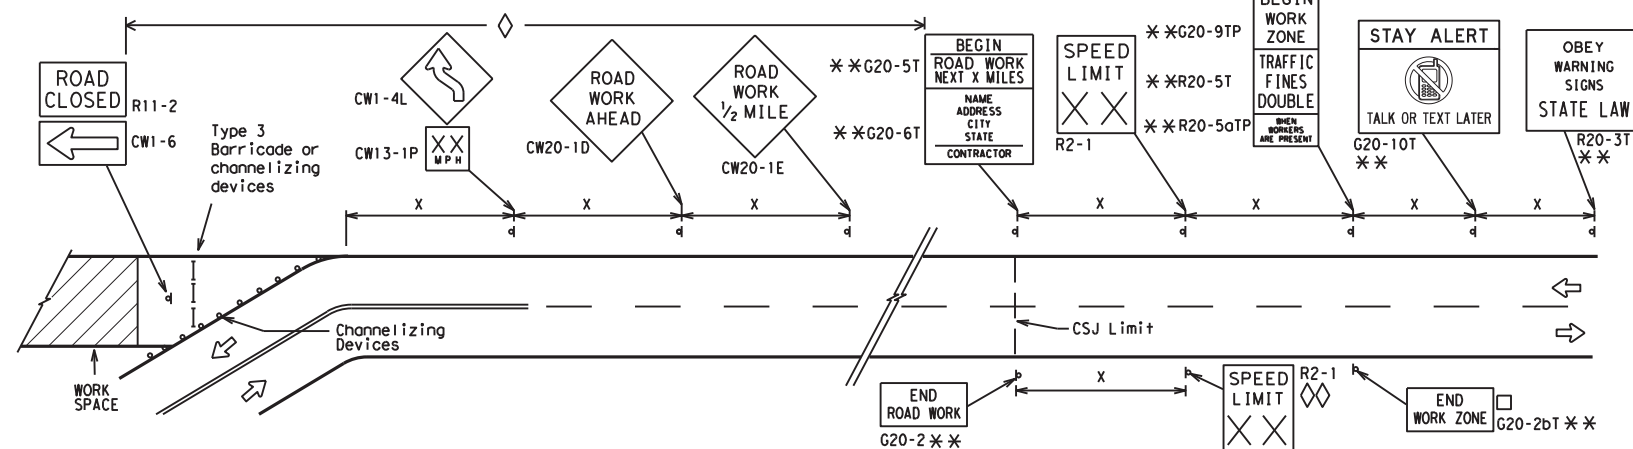 ROAD
CLOSED
R11-2
CW1-6
Type 3
Barricade or
channelizing
devices
CW1-4L
XX
MPH
CW13-1P
ROAD
WORK
AHEAD
CW20-1D
ROAD
WORK
1/2 MILE
CW20-1E
**G20-5T
**G20-6T
BEGIN
ROAD WORK
NEXT X MILES
NAME
ADDRESS
CITY
STATE
CONTRACTOR
SPEED
LIMIT
XX
R2-1
**G20-9TP
**R20-5T
**R20-5aTP
BEGIN
WORK
ZONE
TRAFFIC
FINES
DOUBLE
WHEN
WORKERS
ARE PRESENT
STAY ALERT
TALK OR TEXT LATER
G20-10T
**
OBEY
WARNING
SIGNS
STATE LAW
R20-3T
**
X
X
X
X
X
X
X
Channelizing
Devices
WORK
SPACE
CSJ Limit
X
END
ROAD WORK
G20-2**
SPEED
LIMIT
XX
R2-1
END
WORK ZONE
G20-2bT**